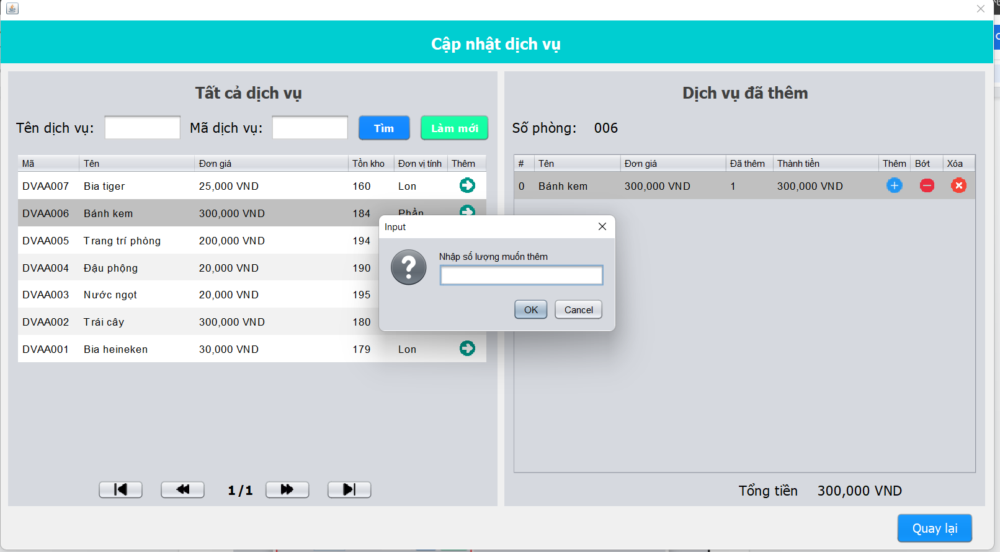 Cập nhật dịch vụ
Tất cả dịch vụ
Tên dịch vụ: Mã dịch vụ: Tìm Làm mới
Mã Tên Đơn giá Tồn kho Đơn vị tính Thêm
DVAA007 Bia tiger 25,000 VND 160 Lon
DVAA006 Bánh kem 300,000 VND 184 Phần
DVAA005 Trang trí phòng 200,000 VND 194
DVAA004 Đậu phộng 20,000 VND 190
DVAA003 Nước ngọt 20,000 VND 195
DVAA002 Trái cây 300,000 VND 180
DVAA001 Bia heineken 30,000 VND 179 Lon
1/1
Input
Nhập số lượng muốn thêm
OK Cancel
Dịch vụ đã thêm
Số phòng: 006
# Tên Đơn giá Đã thêm Thành tiền Thêm Bớt Xóa
0 Bánh kem 300,000 VND 1 300,000 VND
Tổng tiền 300,000 VND
Quay lại